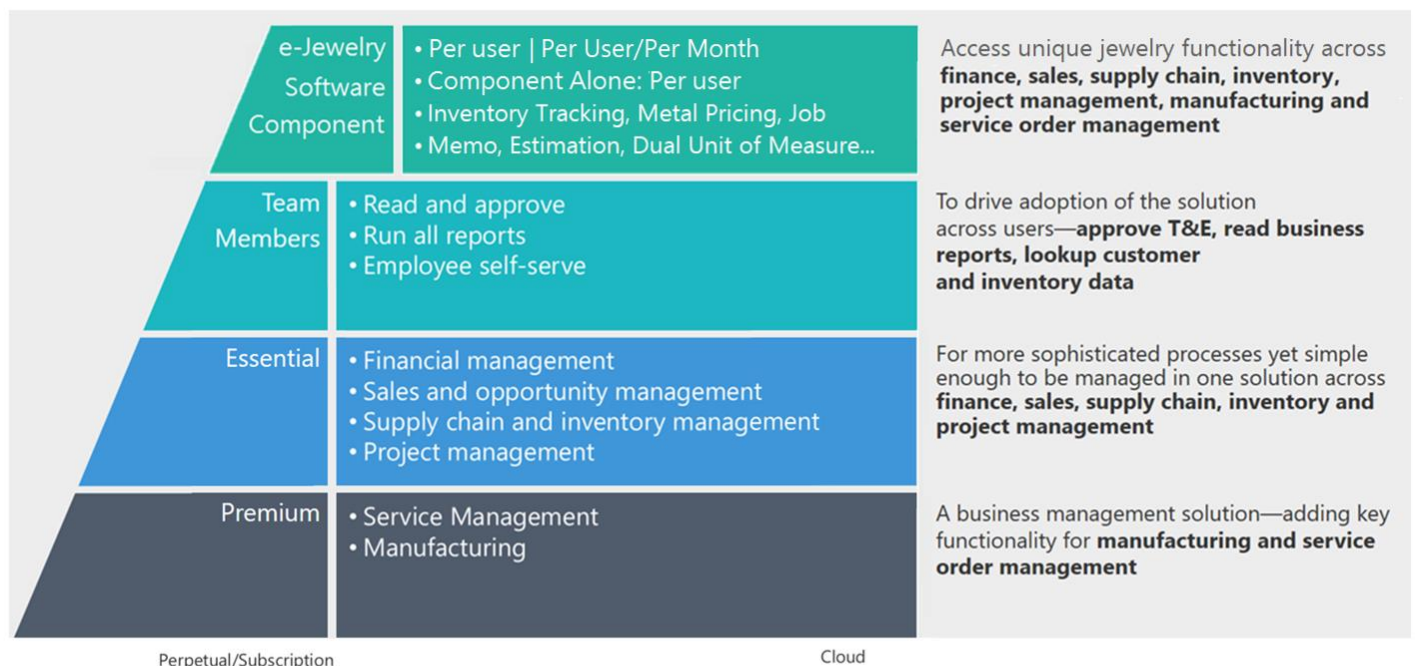 e-Jewelry
Software
Component
• Per user | Per User/Per Month
• Component Alone: Per user
• Inventory Tracking, Metal Pricing, Job
• Memo, Estimation, Dual Unit of Measure...
Access unique jewelry functionality across
finance, sales, supply chain, inventory,
project management, manufacturing and
service order management
Team
Members
• Read and approve
• Run all reports
• Employee self-serve
To drive adoption of the solution
across users—approve T&E, read business
reports, lookup customer
and inventory data
Essential
• Financial management
• Sales and opportunity management
• Supply chain and inventory management
• Project management
For more sophisticated processes yet simple
enough to be managed in one solution across
finance, sales, supply chain, inventory and
project management
Premium
• Service Management
• Manufacturing
A business management solution—adding key
functionality for manufacturing and service
order management
Perpetual/Subscription
Cloud